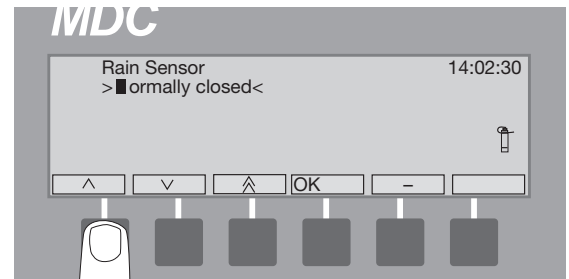 MDC
Rain Sensor 14:02:30
>█ormally closed<
OK –